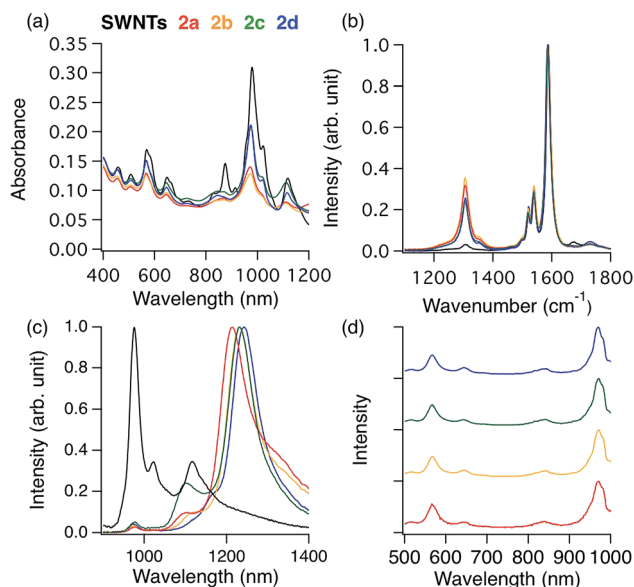 SWNTs 2a 2b 2c 2d
(a)
0.35
0.30
0.25
0.20
0.15
0.10
0.05
0.00
Absorbance
400 600 800 1000 1200
Wavelength (nm)
(b)
1.0
0.8
0.6
0.4
0.2
0.0
Intensity (arb. unit)
1200 1400 1600 1800
Wavenumber (cm-1)
(c)
1.0
0.8
0.6
0.4
0.2
0.0
Intensity (arb. unit)
1000 1200 1400
Wavelength (nm)
(d)
Intensity
500 600 700 800 900 1000
Wavelength (nm)